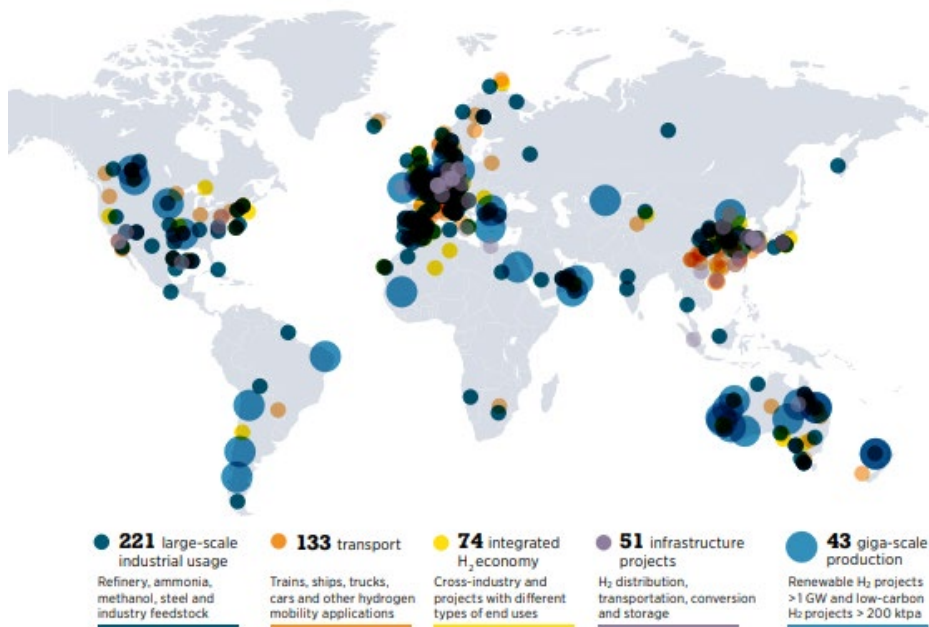 221 large-scale
industrial usage
Refinery, ammonia,
methanol, steel and
industry feedstock
133 transport
Trains, ships, trucks,
cars and other hydrogen
mobility applications
74 integrated
H₂ economy
Cross-industry and
projects with different
types of end uses
51 infrastructure
projects
H₂ distribution,
transportation, conversion
and storage
43 giga-scale
production
Renewable H₂ projects
>1 GW and low-carbon
H₂ projects > 200 ktpa